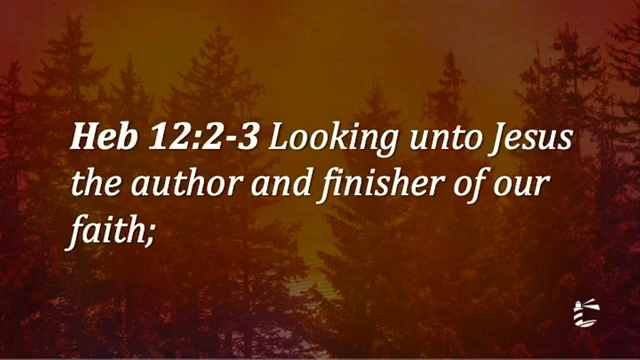 Heb 12:2-3 Looking unto Jesus
the author and finisher of our
faith;